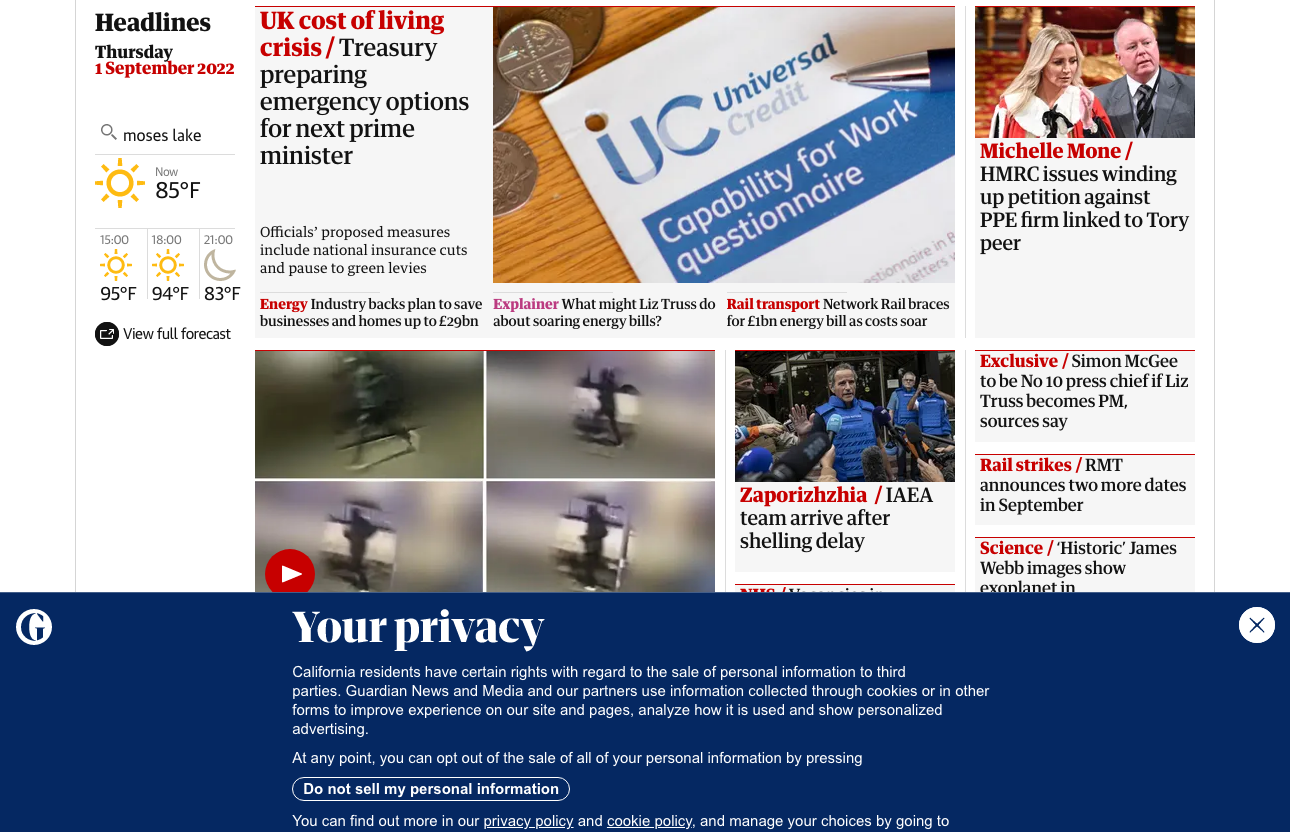 Headlines
Thursday
1 September 2022
moses lake
Now
85°F
15:00
18:00
21:00
95°F
94°F
83°F
View full forecast
UK cost of living
crisis / Treasury
preparing
emergency options
for next prime
minister
Officials’ proposed measures
include national insurance cuts
and pause to green levies
UC Universal
Credit
Capability for Work
questionnaire
Energy Industry backs plan to save
businesses and homes up to £29bn
Explainer What might Liz Truss do
about soaring energy bills?
Rail transport Network Rail braces
for £1bn energy bill as costs soar
Michelle Mone /
HMRC issues winding
up petition against
PPE firm linked to Tory
peer
Zaporizhzhia / IAEA
team arrive after
shelling delay
Exclusive / Simon McGee
to be No 10 press chief if Liz
Truss becomes PM,
sources say
Rail strikes / RMT
announces two more dates
in September
Science / ‘Historic’ James
Webb images show
exoplanet in
Your privacy
California residents have certain rights with regard to the sale of personal information to third
parties. Guardian News and Media and our partners use information collected through cookies or in other
forms to improve experience on our site and pages, analyze how it is used and show personalized
advertising.
At any point, you can opt out of the sale of all of your personal information by pressing
Do not sell my personal information
You can find out more in our privacy policy and cookie policy, and manage your choices by going to